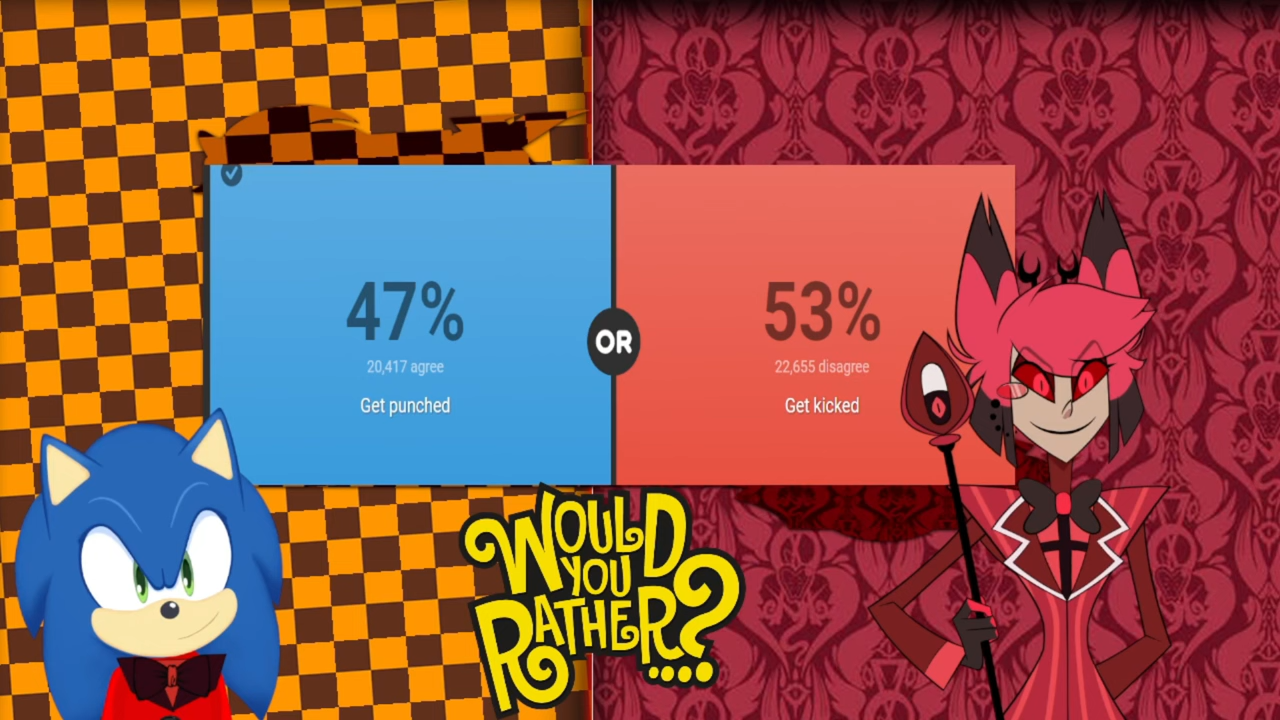 47%
20,417 agree
Get punched
OR
53%
22,655 disagree
Get kicked
WOULD
YOU
RATHER...?